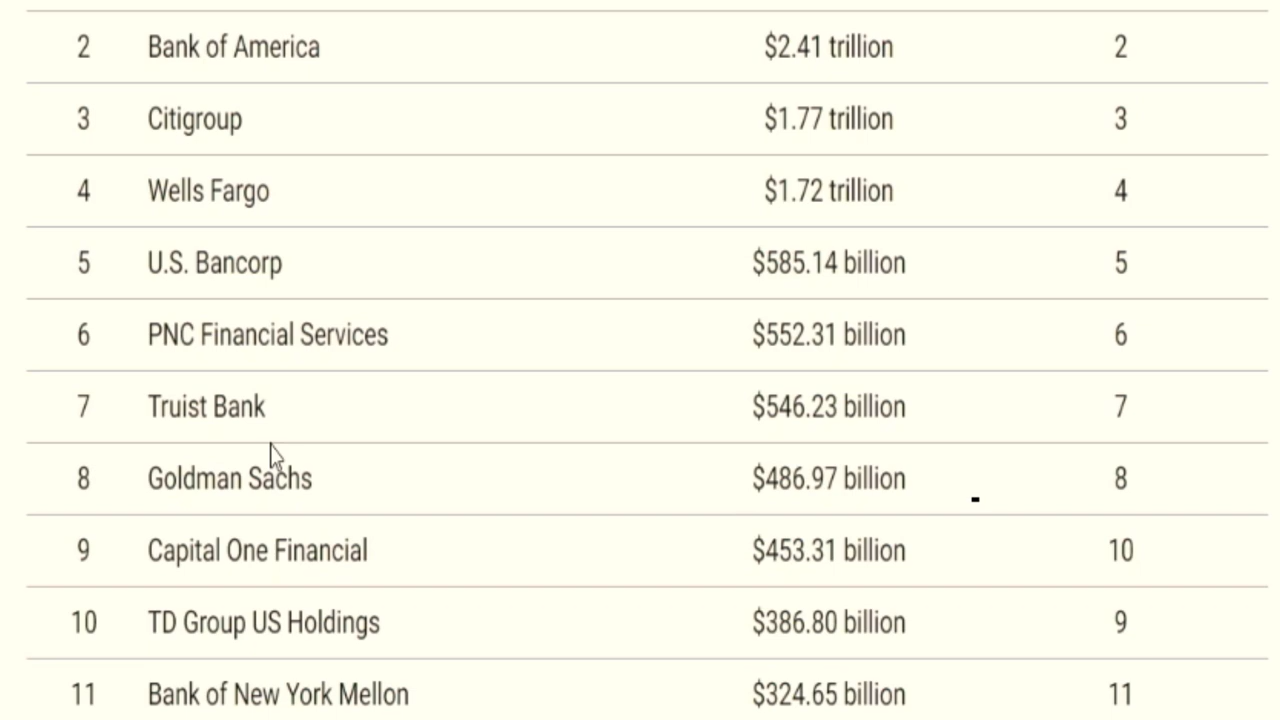 2 Bank of America $2.41 trillion 2
3 Citigroup $1.77 trillion 3
4 Wells Fargo $1.72 trillion 4
5 U.S. Bancorp $585.14 billion 5
6 PNC Financial Services $552.31 billion 6
7 Truist Bank $546.23 billion 7
8 Goldman Sachs $486.97 billion 8
9 Capital One Financial $453.31 billion 10
10 TD Group US Holdings $386.80 billion 9
11 Bank of New York Mellon $324.65 billion 11